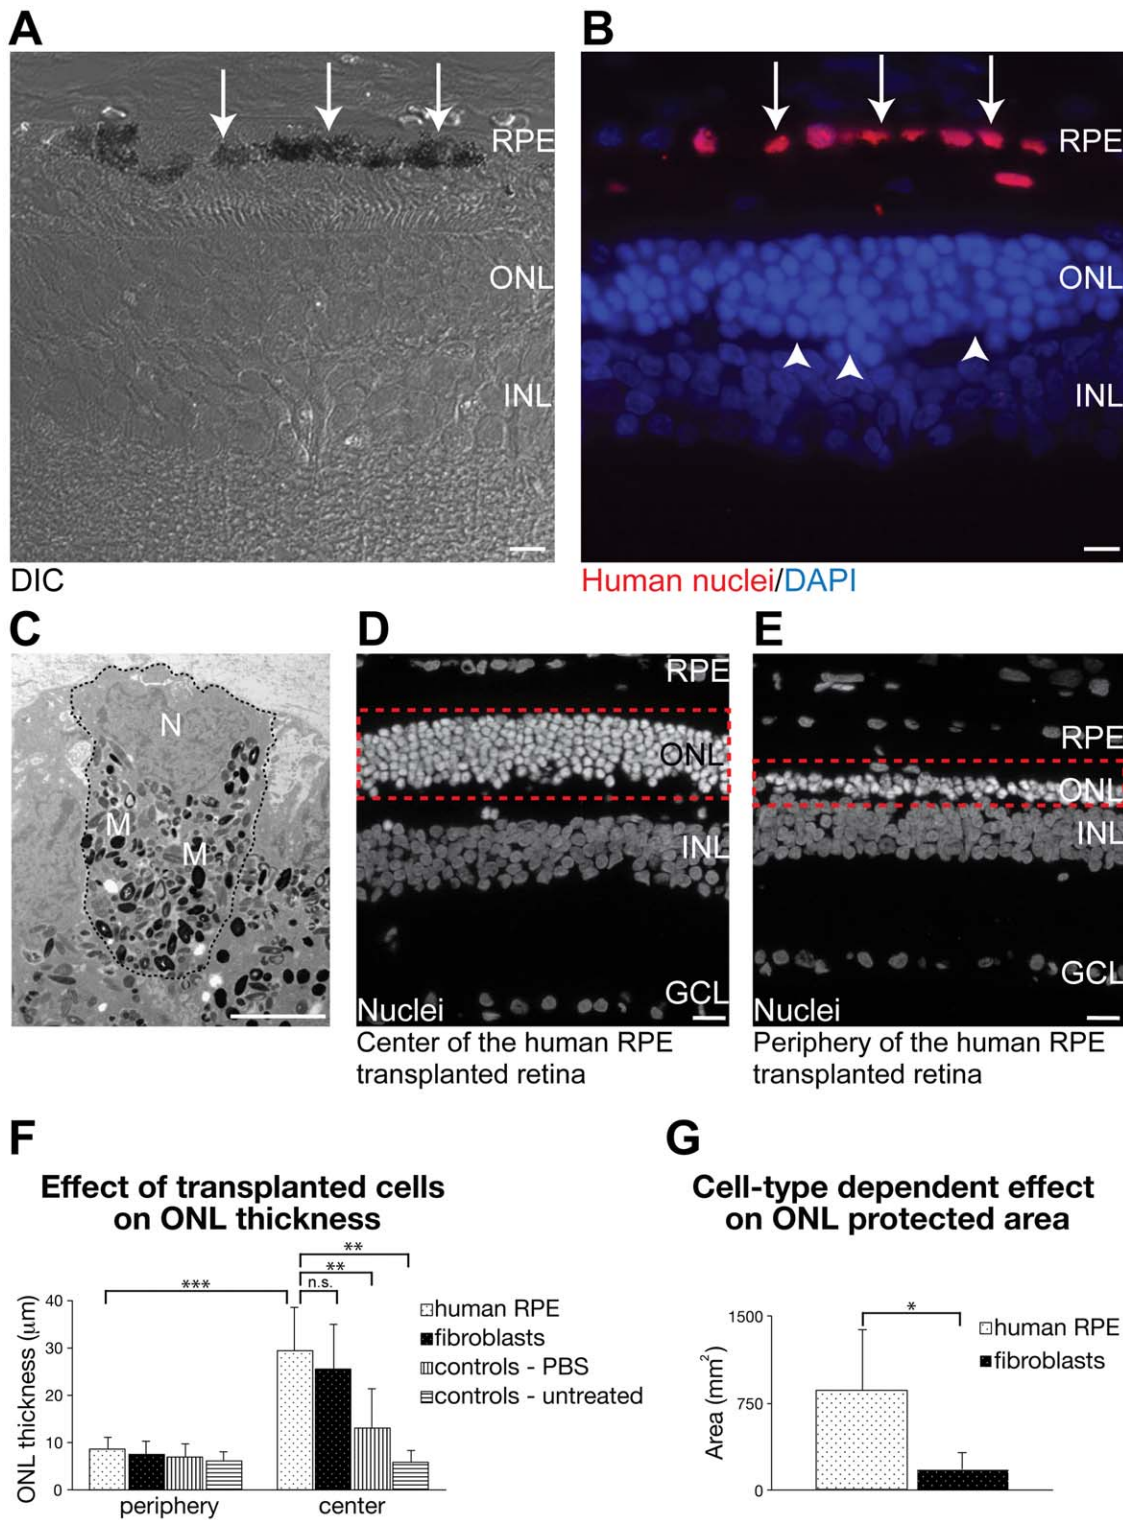 A
RPE
ONL
INL
DIC
B
RPE
ONL
INL
Human nuclei/DAPI
C
N
M
M
D
RPE
ONL
INL
GCL
Nuclei
Center of the human RPE
transplanted retina
E
RPE
ONL
INL
GCL
Nuclei
Periphery of the human RPE
transplanted retina
F
Effect of transplanted cells
on ONL thickness
ONL thickness (μm)
40
30
20
10
0
***
**
**
n.s.
human RPE
fibroblasts
controls - PBS
controls - untreated
periphery
center
G
Cell-type dependent effect
on ONL protected area
Area (mm²)
1500
750
0
*
human RPE
fibroblasts